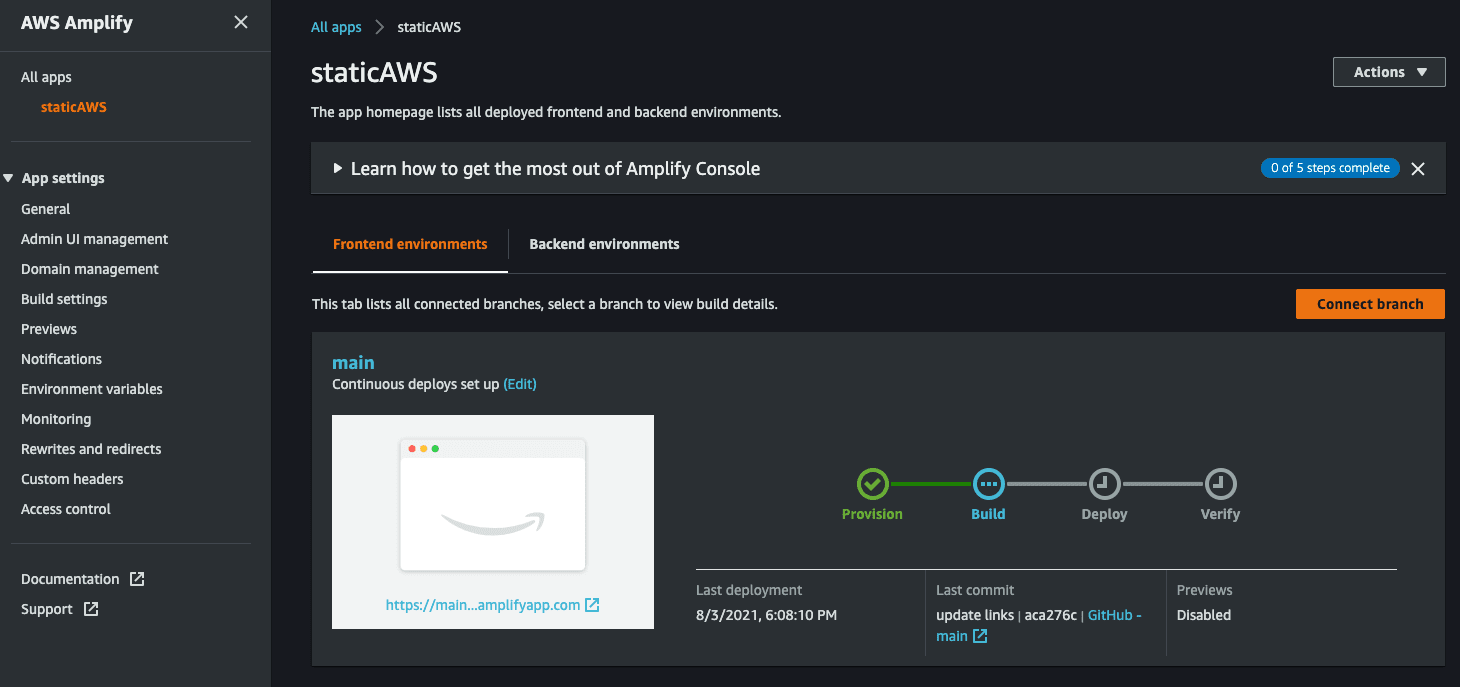 AWS Amplify
All apps
staticAWS
App settings
General
Admin UI management
Domain management
Build settings
Previews
Notifications
Environment variables
Monitoring
Rewrites and redirects
Custom headers
Access control
Documentation
Support
All apps
staticAWS
staticAWS
Actions
The app homepage lists all deployed frontend and backend environments.
Learn how to get the most out of Amplify Console
0 of 5 steps complete
Frontend environments
Backend environments
This tab lists all connected branches, select a branch to view build details.
Connect branch
main
Continuous deploys set up (Edit)
https://main...amplifyapp.com
Provision
Build
Deploy
Verify
Last deployment
8/3/2021, 6:08:10 PM
Last commit
update links | aca276c | GitHub -
main
Previews
Disabled